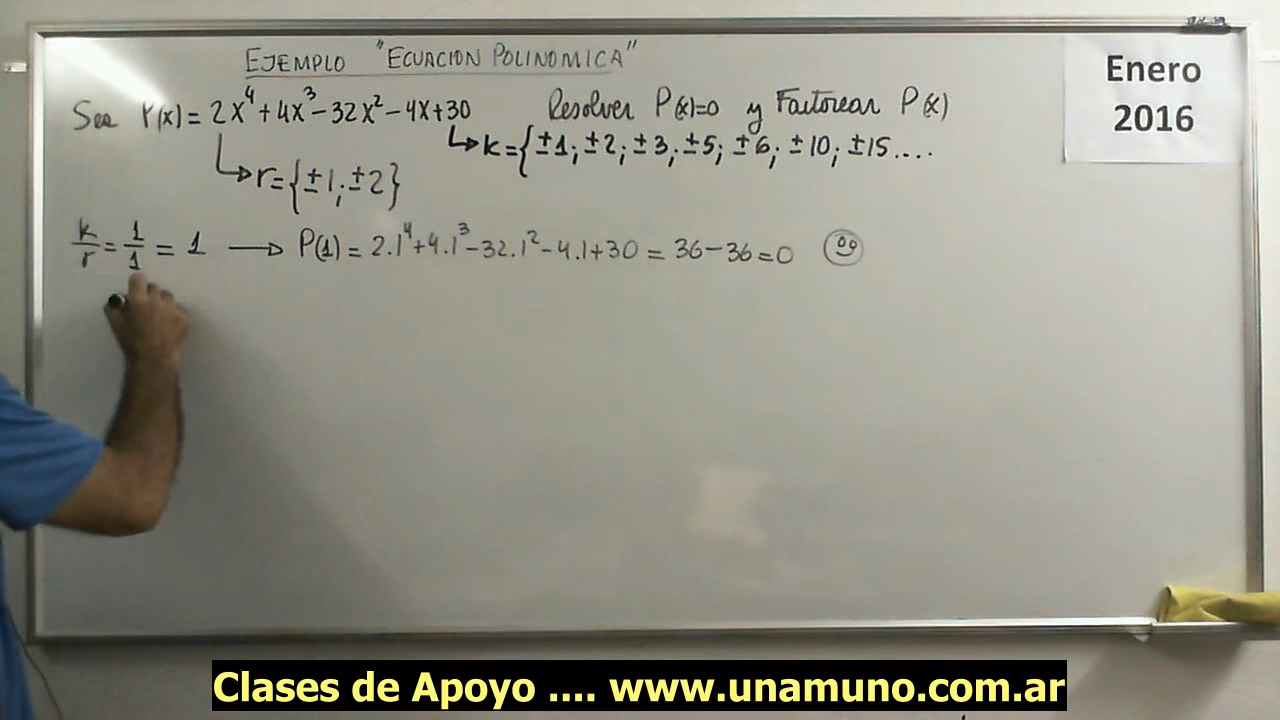 EJEMPLO "ECUACION POLINOMICA"
Sea P(x) = 2x⁴ + 4x³ - 32x² - 4x + 30 Resolver P(x)=0 y Factorear P(x)
k = {±1; ±2; ±3; ±5; ±6; ±10; ±15 ....
r = {±1; ±2}
k/r = 1/1 = 1 → P(1) = 2.1⁴ + 4.1³ - 32.1² - 4.1 + 30 = 36 - 36 = 0
Enero
2016
Clases de Apoyo .... www.unamuno.com.ar